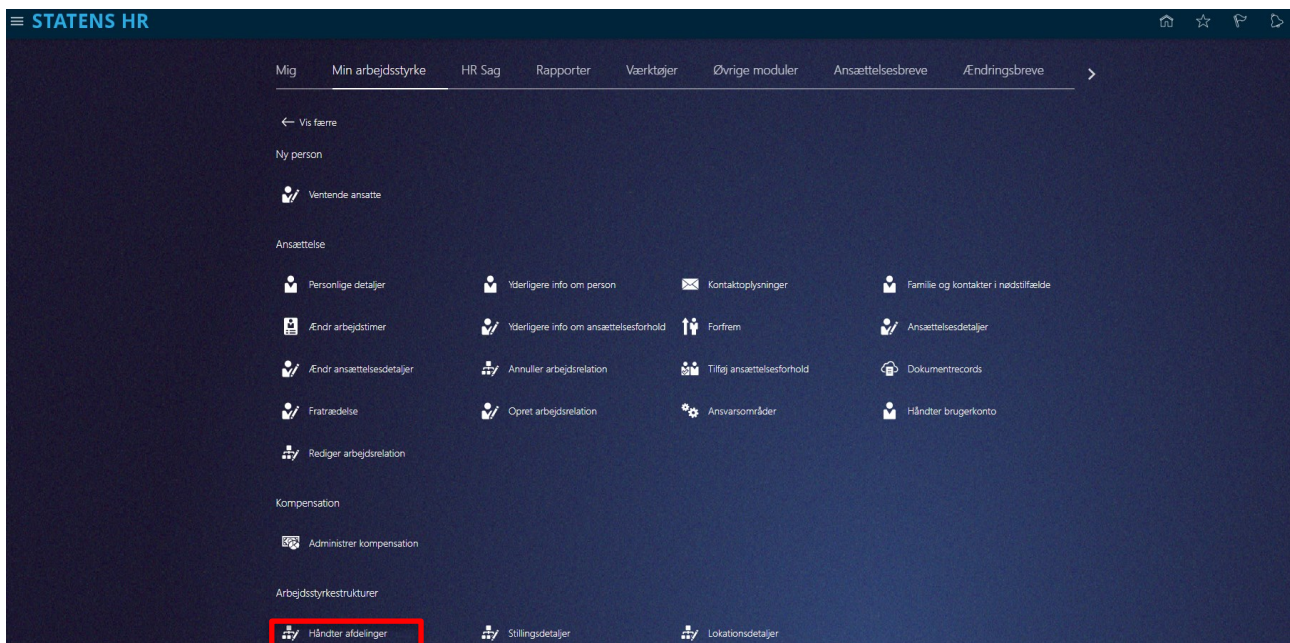 STATENS HR
Mig Min arbejdsstyrke HR Sag Rapporter Værktøjer Øvrige moduler Ansættelsesbreve Ændringsbreve
Vis færre
Ny person
Ventende ansatte
Ansættelse
Personlige detaljer Yderligere info om person Kontaktoplysninger Familie og kontakter i nødstilfælde
Ændr arbejdstimer Yderligere info om ansættelsesforhold Forfrem Ansættelsesdetaljer
Ændr ansættelsesdetaljer Annuller arbejdsrelation Tilføj ansættelsesforhold Dokumentrecords
Fratrædelse Opret arbejdsrelation Ansvarsområder Håndter brugerkonto
Rediger arbejdsrelation
Kompensation
Administrer kompensation
Arbejdsstyrkestrukturer
Håndter afdelinger Stillingsdetaljer Lokationsdetaljer